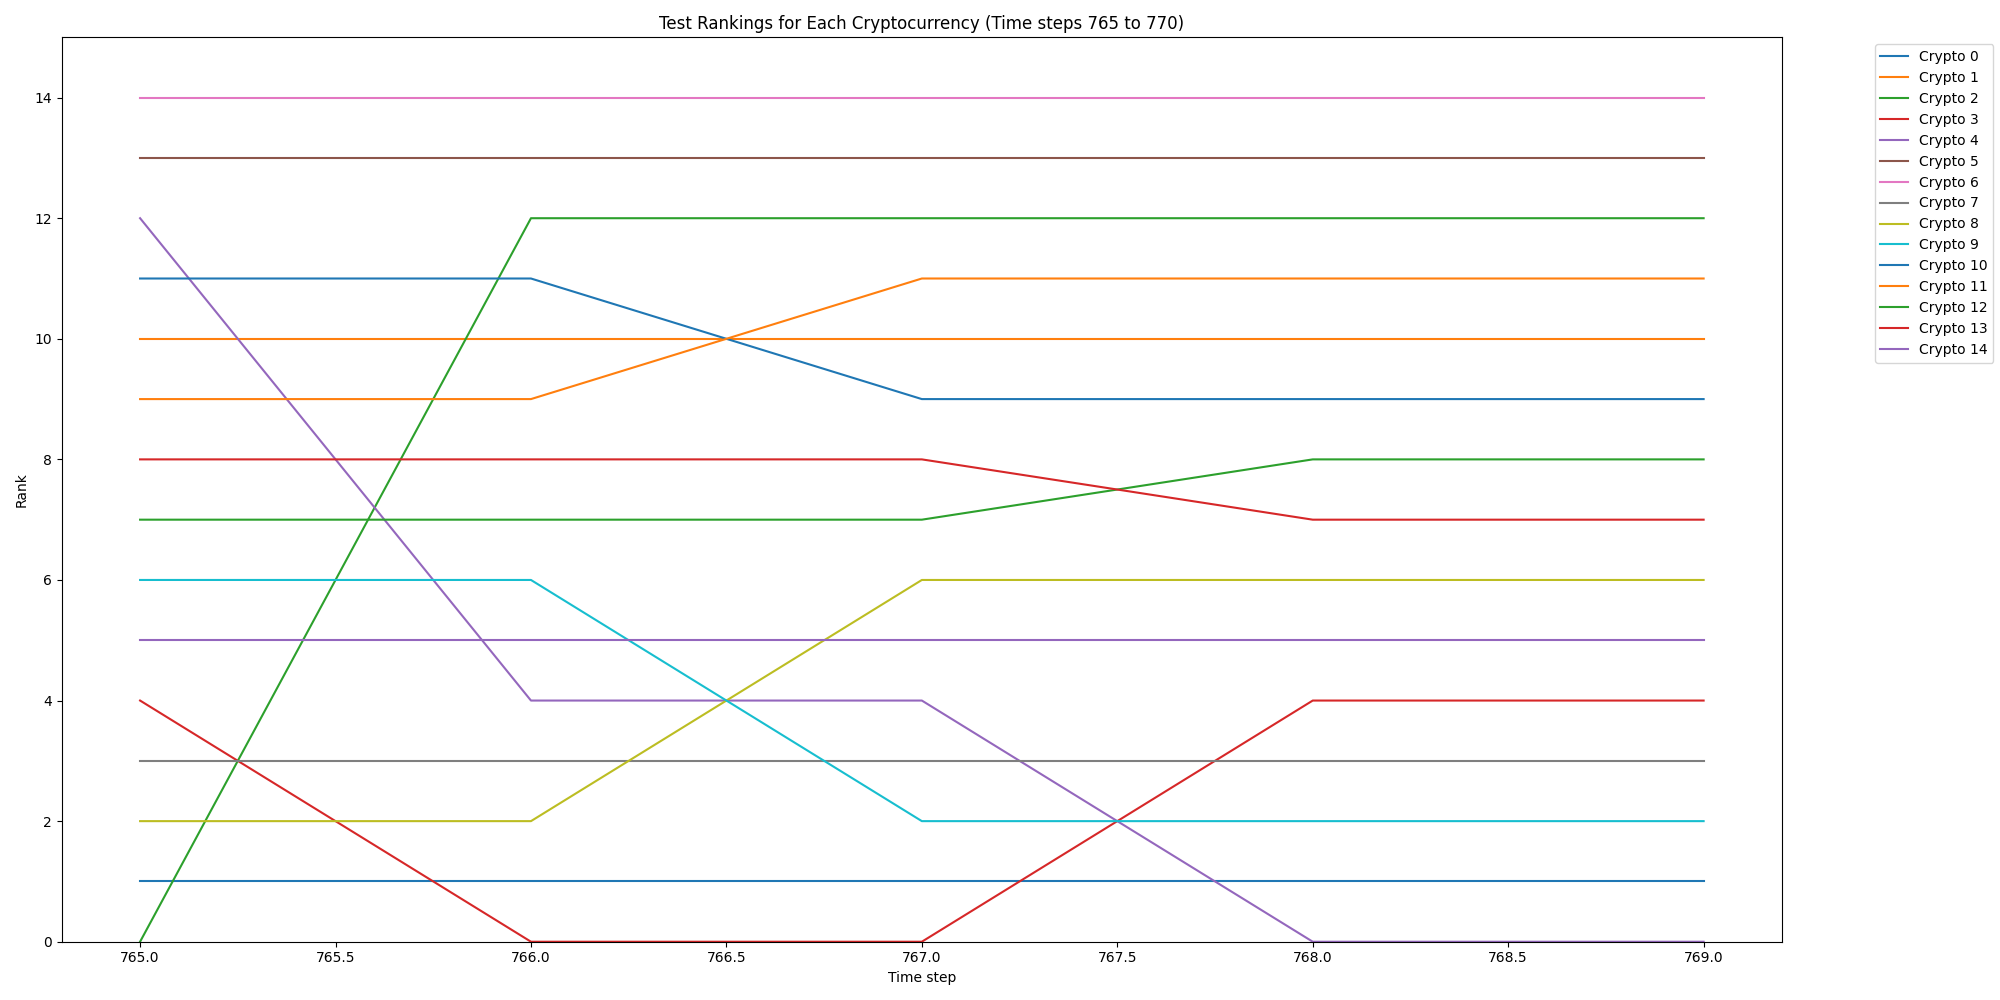 Test Rankings for Each Cryptocurrency (Time steps 765 to 770)
Rank
14
12
10
8
6
4
2
0
765.0 765.5 766.0 766.5 767.0 767.5 768.0 768.5 769.0
Time step
Crypto 0
Crypto 1
Crypto 2
Crypto 3
Crypto 4
Crypto 5
Crypto 6
Crypto 7
Crypto 8
Crypto 9
Crypto 10
Crypto 11
Crypto 12
Crypto 13
Crypto 14